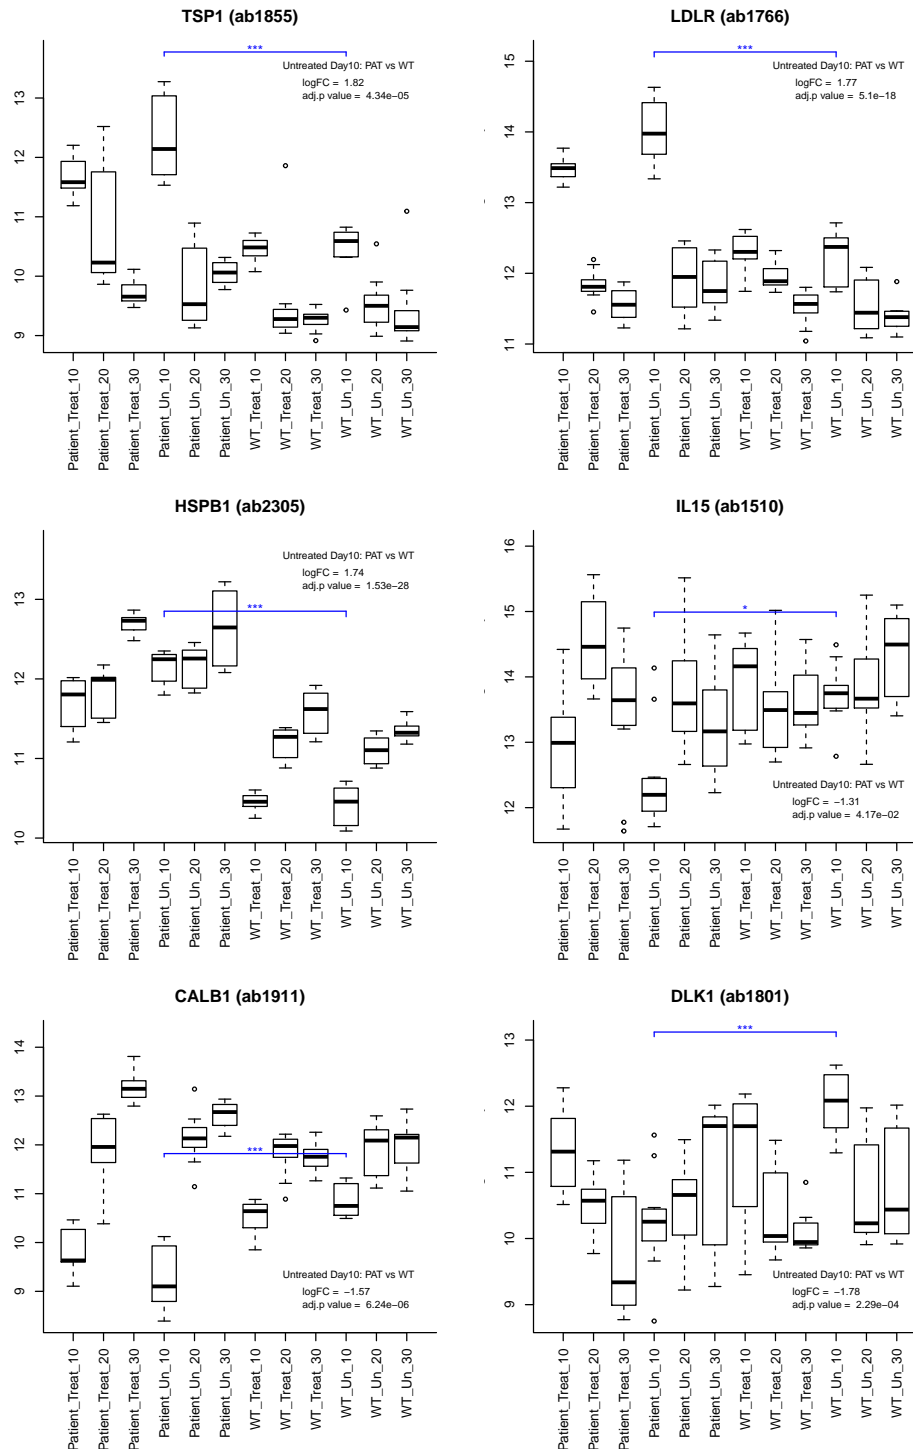 TSP1 (ab1855)
***
Untreated Day10: PAT vs WT
logFC = 1.82
adj.p value = 4.34e−05
13
12
11
10
9
Patient_Treat_10
Patient_Treat_20
Patient_Treat_30
Patient_Un_10
Patient_Un_20
Patient_Un_30
WT_Treat_10
WT_Treat_20
WT_Treat_30
WT_Un_10
WT_Un_20
WT_Un_30
LDLR (ab1766)
***
Untreated Day10: PAT vs WT
logFC = 1.77
adj.p value = 5.1e−18
15
14
13
12
11
Patient_Treat_10
Patient_Treat_20
Patient_Treat_30
Patient_Un_10
Patient_Un_20
Patient_Un_30
WT_Treat_10
WT_Treat_20
WT_Treat_30
WT_Un_10
WT_Un_20
WT_Un_30
HSPB1 (ab2305)
Untreated Day10: PAT vs WT
logFC = 1.74
adj.p value = 1.53e−28
***
13
12
11
10
Patient_Treat_10
Patient_Treat_20
Patient_Treat_30
Patient_Un_10
Patient_Un_20
Patient_Un_30
WT_Treat_10
WT_Treat_20
WT_Treat_30
WT_Un_10
WT_Un_20
WT_Un_30
IL15 (ab1510)
*
16
15
14
13
12
Untreated Day10: PAT vs WT
logFC = −1.31
adj.p value = 4.17e−02
Patient_Treat_10
Patient_Treat_20
Patient_Treat_30
Patient_Un_10
Patient_Un_20
Patient_Un_30
WT_Treat_10
WT_Treat_20
WT_Treat_30
WT_Un_10
WT_Un_20
WT_Un_30
CALB1 (ab1911)
***
14
13
12
11
10
9
Untreated Day10: PAT vs WT
logFC = −1.57
adj.p value = 6.24e−06
Patient_Treat_10
Patient_Treat_20
Patient_Treat_30
Patient_Un_10
Patient_Un_20
Patient_Un_30
WT_Treat_10
WT_Treat_20
WT_Treat_30
WT_Un_10
WT_Un_20
WT_Un_30
DLK1 (ab1801)
***
13
12
11
10
9
Untreated Day10: PAT vs WT
logFC = −1.78
adj.p value = 2.29e−04
Patient_Treat_10
Patient_Treat_20
Patient_Treat_30
Patient_Un_10
Patient_Un_20
Patient_Un_30
WT_Treat_10
WT_Treat_20
WT_Treat_30
WT_Un_10
WT_Un_20
WT_Un_30